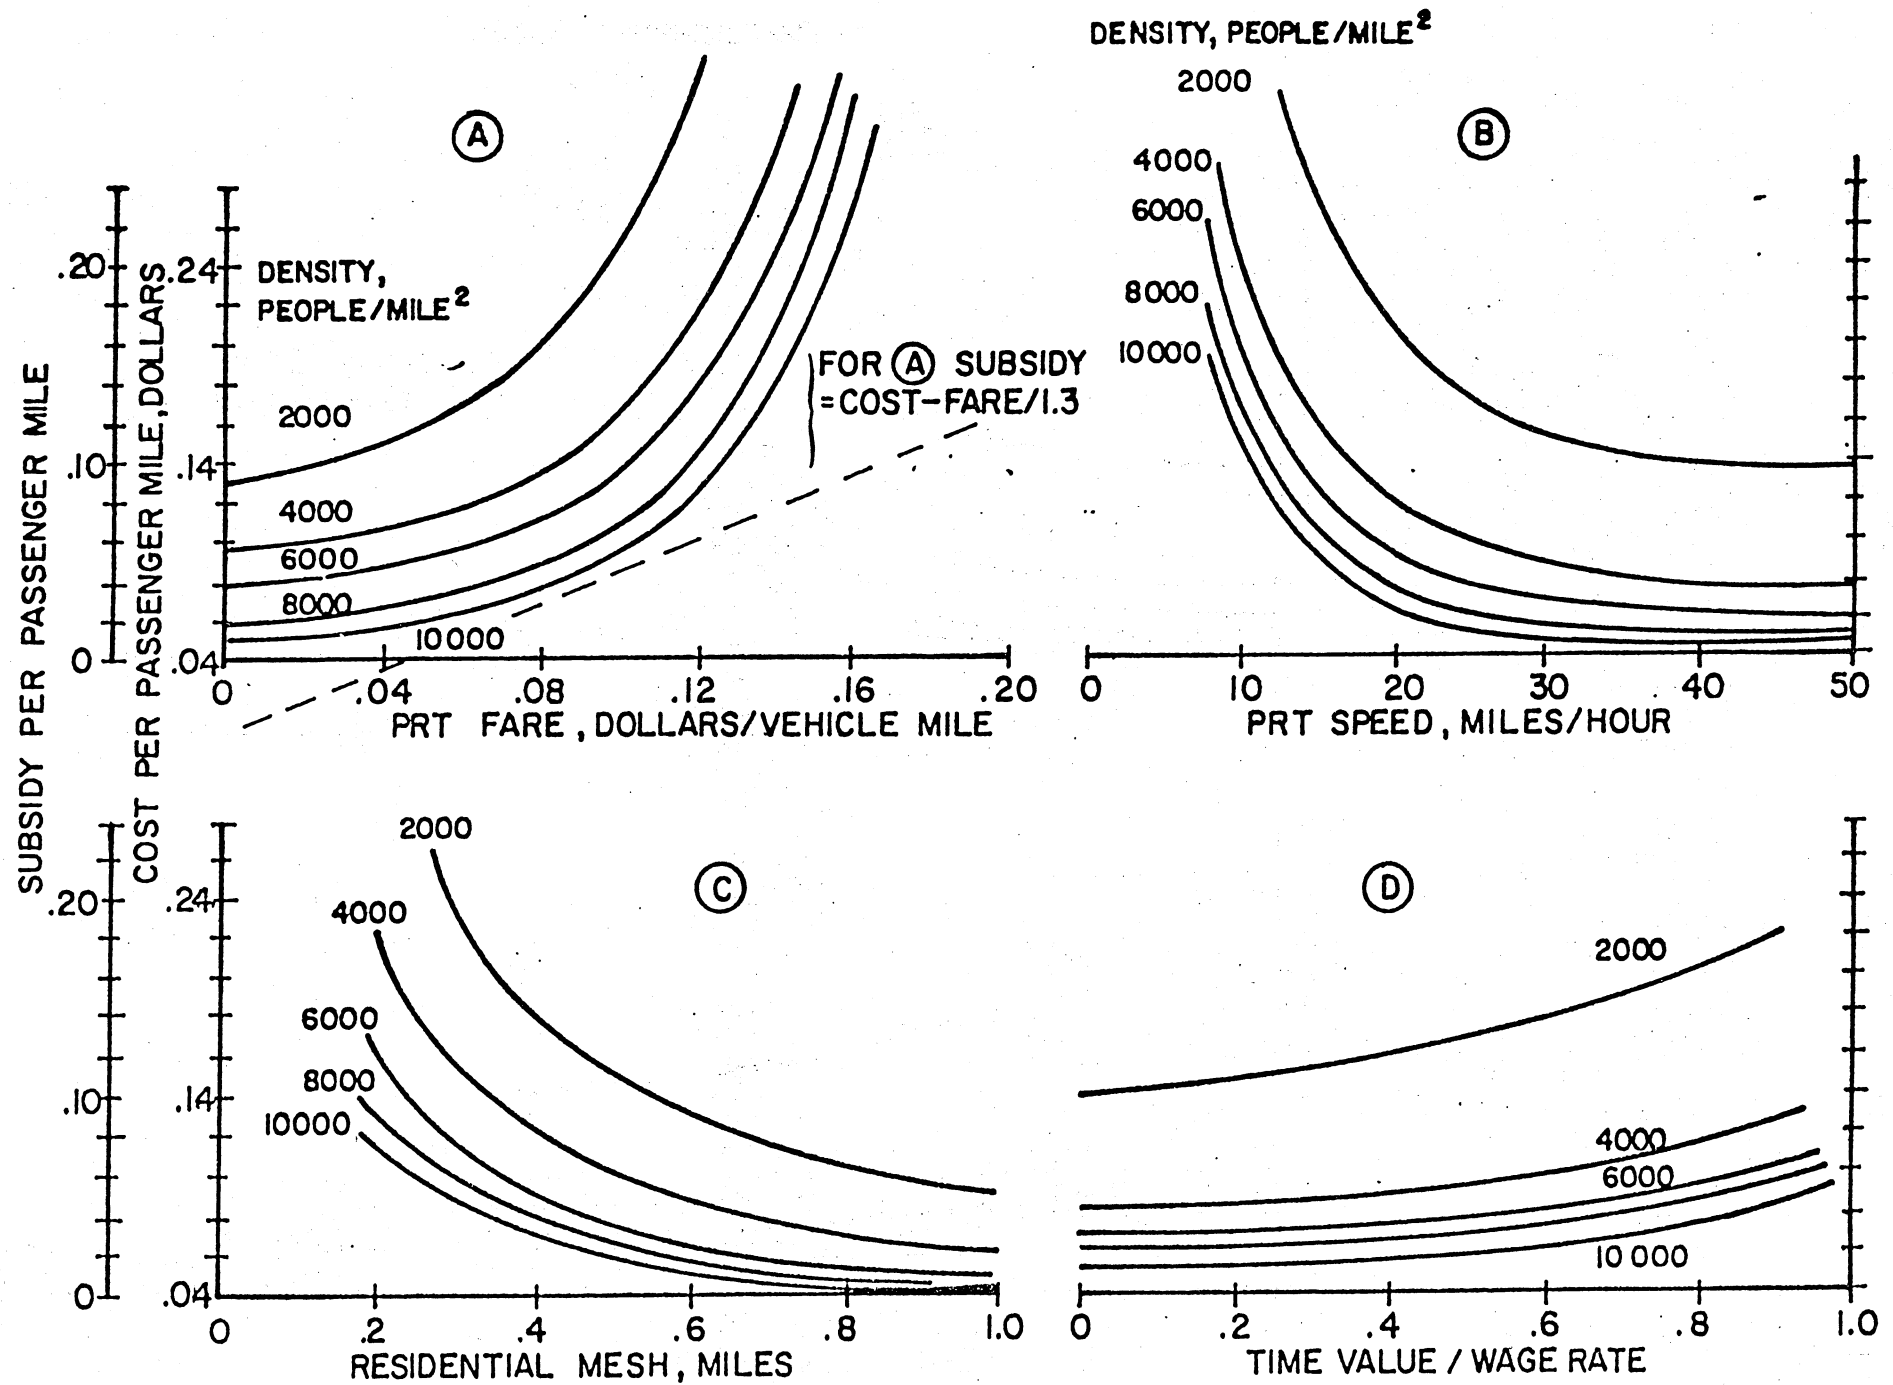 SUBSIDY PER PASSENGER MILE
COST PER PASSENGER MILE, DOLLARS
A
.20
.10
0
.24
.14
.04
DENSITY,
PEOPLE/MILE²
2000
4000
6000
8000
10000
FOR A SUBSIDY
=COST-FARE/1.3
0 .04 .08 .12 .16 .20
PRT FARE, DOLLARS/VEHICLE MILE
DENSITY, PEOPLE/MILE²
B
2000
4000
6000
8000
10000
0 10 20 30 40 50
PRT SPEED, MILES/HOUR
C
.20
.10
0
.24
.14
.04
2000
4000
6000
8000
10000
0 .2 .4 .6 .8 1.0
RESIDENTIAL MESH, MILES
D
2000
4000
6000
10000
0 .2 .4 .6 .8 1.0
TIME VALUE / WAGE RATE